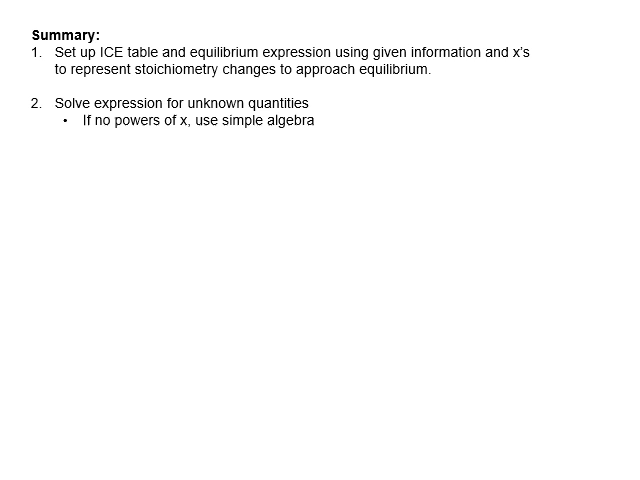 Summary:
1. Set up ICE table and equilibrium expression using given information and x's
to represent stoichiometry changes to approach equilibrium.
2. Solve expression for unknown quantities
• If no powers of x, use simple algebra